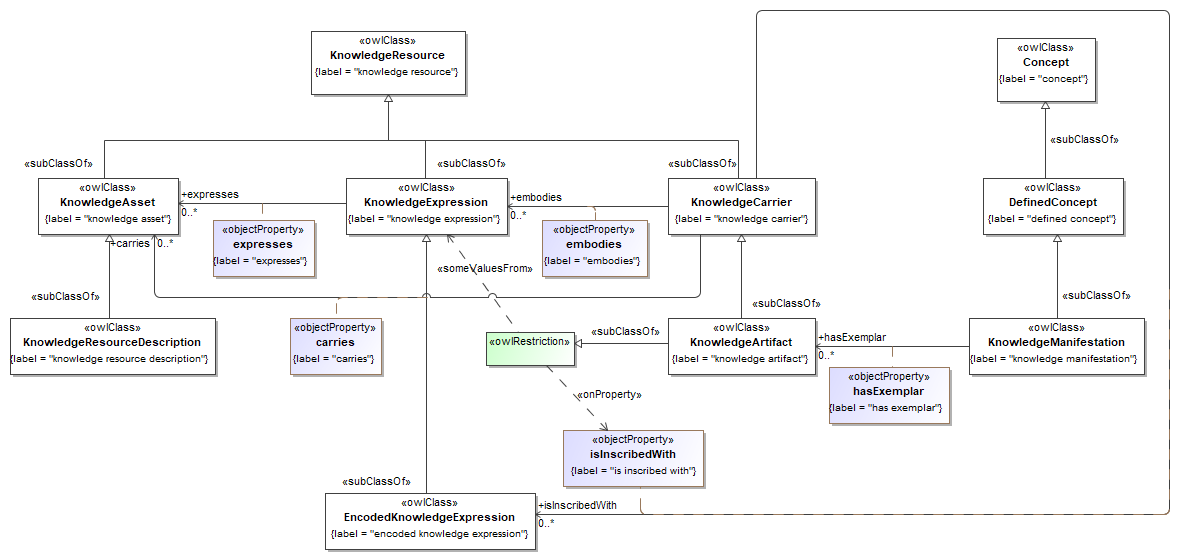 «owlClass»
KnowledgeResource
{label = "knowledge resource"}
«owlClass»
Concept
{label = "concept"}
«subClassOf»
«subClassOf»
«subClassOf»
«subClassOf»
«owlClass»
KnowledgeAsset
{label = "knowledge asset"}
+expresses
0..*
«owlClass»
KnowledgeExpression
{label = "knowledge expression"}
+embodies
0..*
«owlClass»
KnowledgeCarrier
{label = "knowledge carrier"}
«owlClass»
DefinedConcept
{label = "defined concept"}
+carries
0..*
«objectProperty»
expresses
{label = "expresses"}
«objectProperty»
embodies
{label = "embodies"}
«someValuesFrom»
«subClassOf»
«subClassOf»
«subClassOf»
«owlClass»
KnowledgeResourceDescription
{label = "knowledge resource description"}
«objectProperty»
carries
{label = "carries"}
«owlRestriction»
«subClassOf»
«owlClass»
KnowledgeArtifact
{label = "knowledge artifact"}
+hasExemplar
0..*
«owlClass»
KnowledgeManifestation
{label = "knowledge manifestation"}
«objectProperty»
hasExemplar
{label = "has exemplar"}
«onProperty»
«objectProperty»
isInscribedWith
{label = "is inscribed with"}
«subClassOf»
«owlClass»
EncodedKnowledgeExpression
{label = "encoded knowledge expression"}
+isInscribedWith
0..*